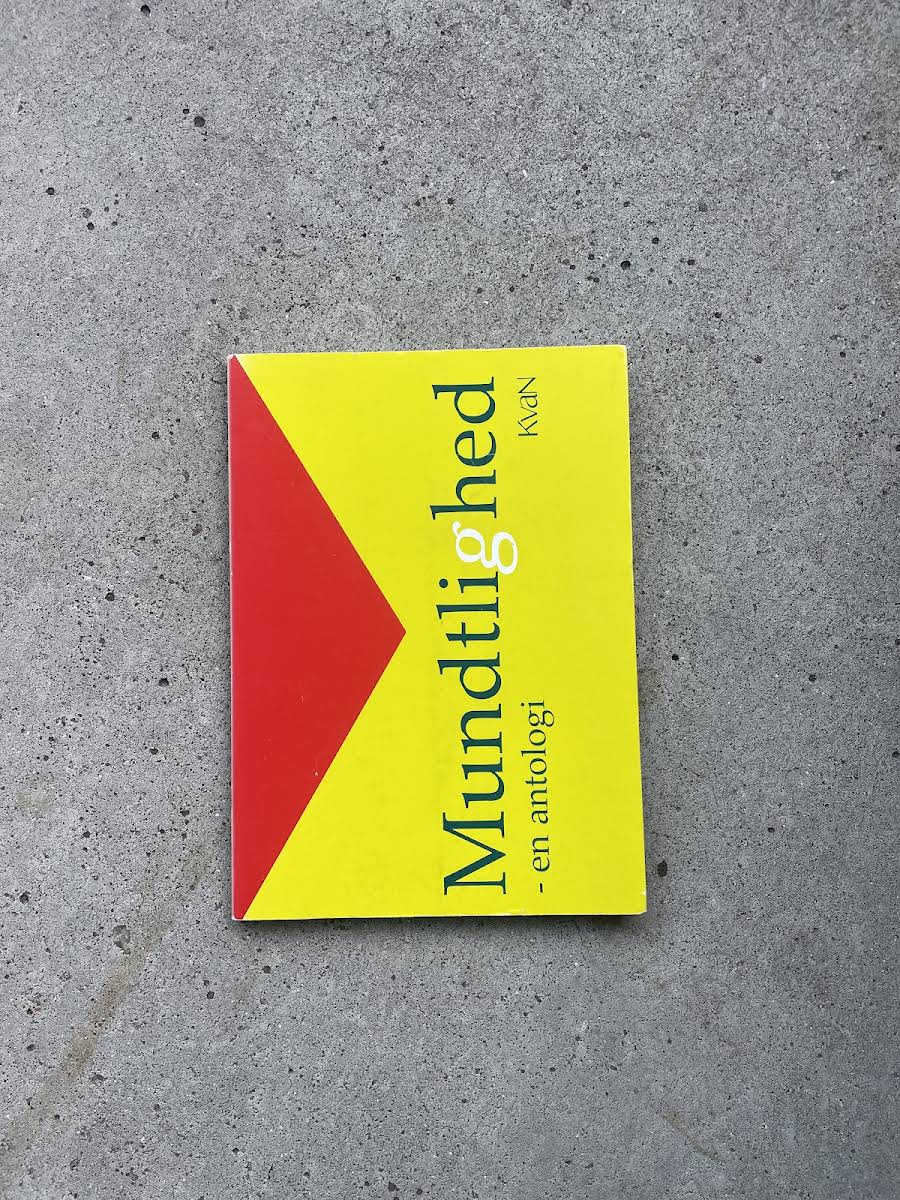 Mundtlighed
- en antologi
KvaN